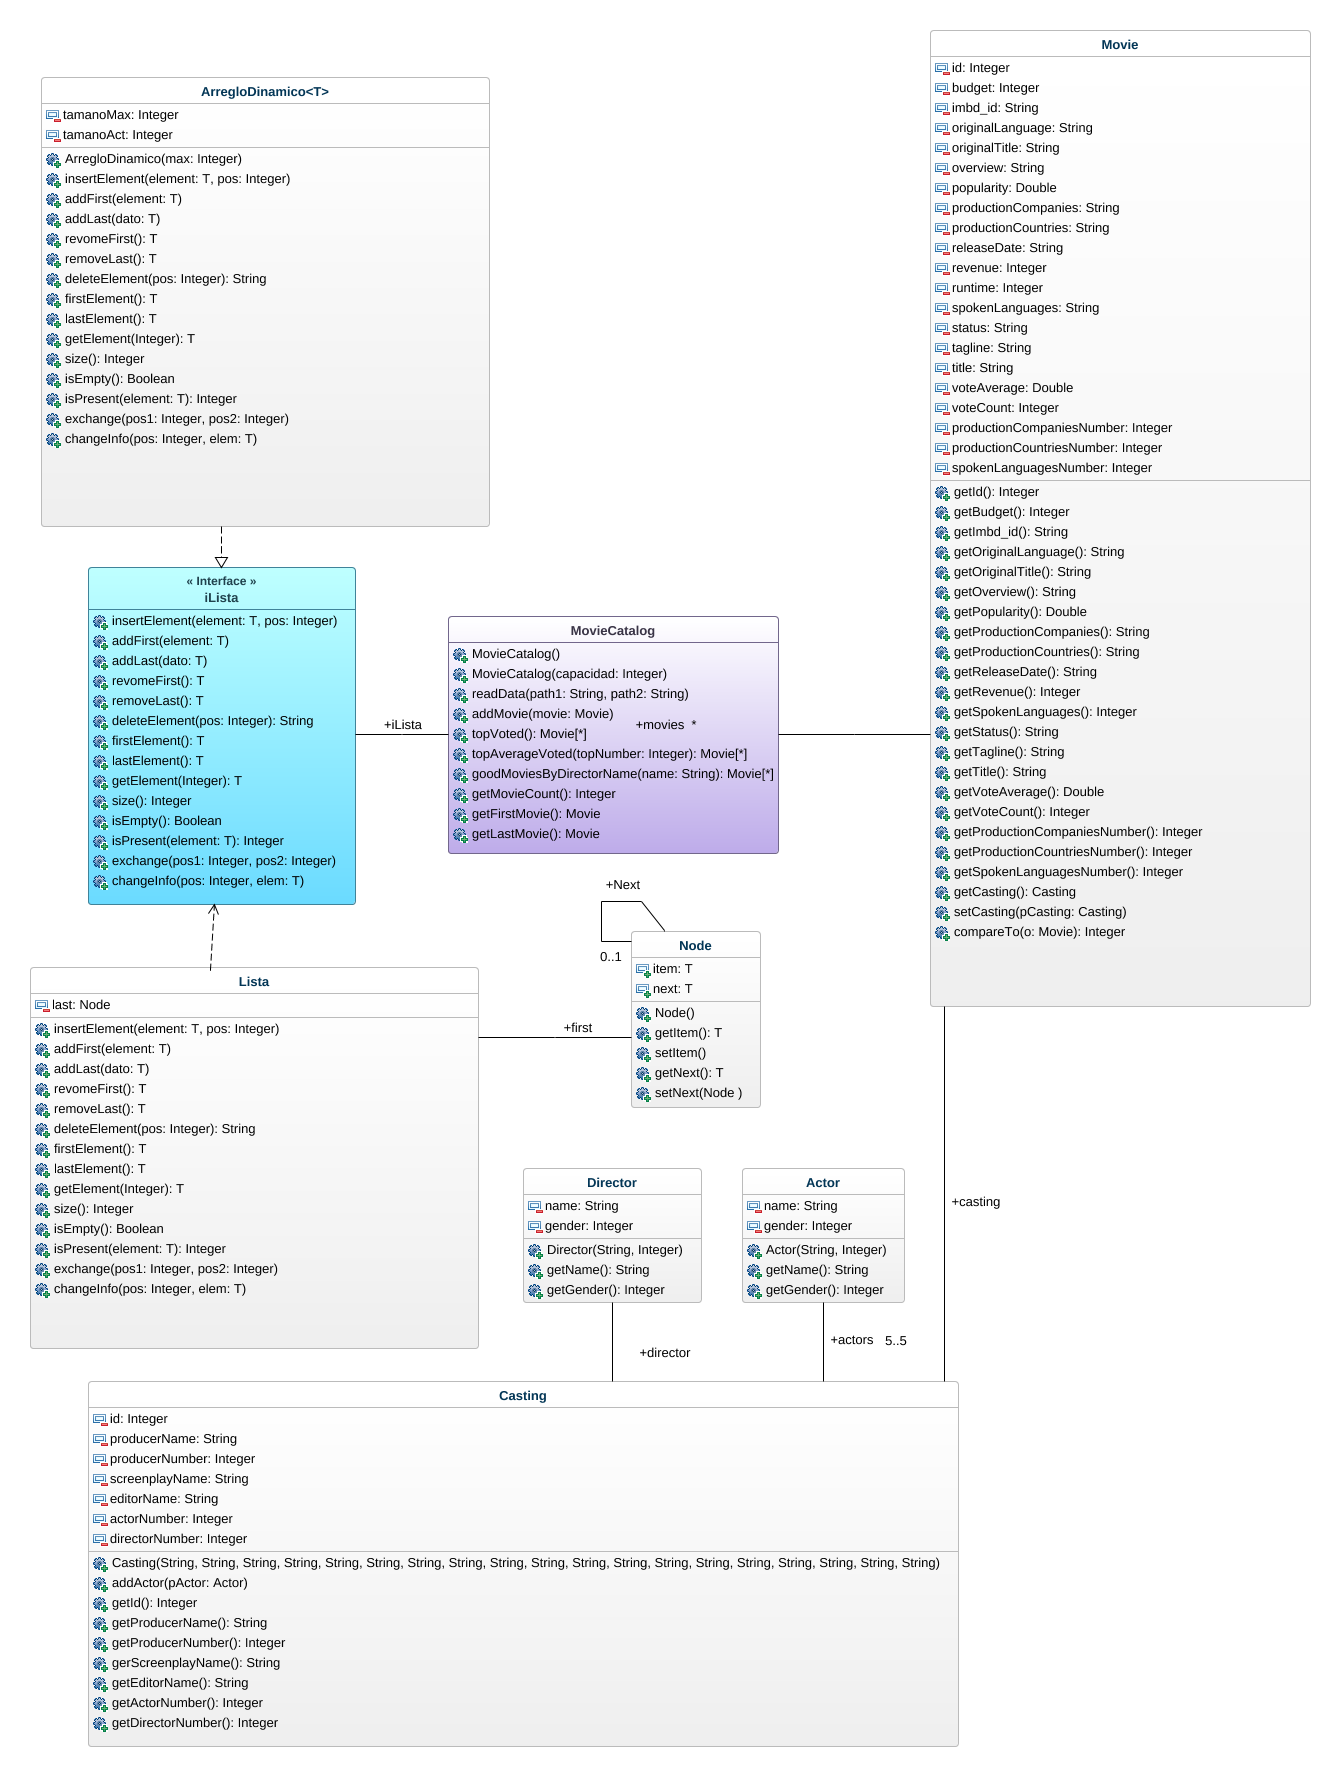 ArregloDinamico<T>
tamanoMax: Integer
tamanoAct: Integer
ArregloDinamico(max: Integer)
insertElement(element: T, pos: Integer)
addFirst(element: T)
addLast(dato: T)
revomeFirst(): T
removeLast(): T
deleteElement(pos: Integer): String
firstElement(): T
lastElement(): T
getElement(Integer): T
size(): Integer
isEmpty(): Boolean
isPresent(element: T): Integer
exchange(pos1: Integer, pos2: Integer)
changeInfo(pos: Integer, elem: T)
Movie
id: Integer
budget: Integer
imbd_id: String
originalLanguage: String
originalTitle: String
overview: String
popularity: Double
productionCompanies: String
productionCountries: String
releaseDate: String
revenue: Integer
runtime: Integer
spokenLanguages: String
status: String
tagline: String
title: String
voteAverage: Double
voteCount: Integer
productionCompaniesNumber: Integer
productionCountriesNumber: Integer
spokenLanguagesNumber: Integer
getId(): Integer
getBudget(): Integer
getImbd_id(): String
getOriginalLanguage(): String
getOriginalTitle(): String
getOverview(): String
getPopularity(): Double
getProductionCompanies(): String
getProductionCountries(): String
getReleaseDate(): String
getRevenue(): Integer
getSpokenLanguages(): Integer
getStatus(): String
getTagline(): String
getTitle(): String
getVoteAverage(): Double
getVoteCount(): Integer
getProductionCompaniesNumber(): Integer
getProductionCountriesNumber(): Integer
getSpokenLanguagesNumber(): Integer
getCasting(): Casting
setCasting(pCasting: Casting)
compareTo(o: Movie): Integer
« Interface »
iLista
insertElement(element: T, pos: Integer)
addFirst(element: T)
addLast(dato: T)
revomeFirst(): T
removeLast(): T
deleteElement(pos: Integer): String
firstElement(): T
lastElement(): T
getElement(Integer): T
size(): Integer
isEmpty(): Boolean
isPresent(element: T): Integer
exchange(pos1: Integer, pos2: Integer)
changeInfo(pos: Integer, elem: T)
+iLista
MovieCatalog
MovieCatalog()
MovieCatalog(capacidad: Integer)
readData(path1: String, path2: String)
addMovie(movie: Movie)
topVoted(): Movie[*]
topAverageVoted(topNumber: Integer): Movie[*]
goodMoviesByDirectorName(name: String): Movie[*]
getMovieCount(): Integer
getFirstMovie(): Movie
getLastMovie(): Movie
+movies *
+Next
0..1
Node
item: T
next: T
Node()
getItem(): T
setItem()
getNext(): T
setNext(Node )
+first
Lista
last: Node
insertElement(element: T, pos: Integer)
addFirst(element: T)
addLast(dato: T)
revomeFirst(): T
removeLast(): T
deleteElement(pos: Integer): String
firstElement(): T
lastElement(): T
getElement(Integer): T
size(): Integer
isEmpty(): Boolean
isPresent(element: T): Integer
exchange(pos1: Integer, pos2: Integer)
changeInfo(pos: Integer, elem: T)
Director
name: String
gender: Integer
Director(String, Integer)
getName(): String
getGender(): Integer
Actor
name: String
gender: Integer
Actor(String, Integer)
getName(): String
getGender(): Integer
+casting
+director
+actors 5..5
Casting
id: Integer
producerName: String
producerNumber: Integer
screenplayName: String
editorName: String
actorNumber: Integer
directorNumber: Integer
Casting(String, String, String, String, String, String, String, String, String, String, String, String, String, String, String, String, String, String, String)
addActor(pActor: Actor)
getId(): Integer
getProducerName(): String
getProducerNumber(): Integer
gerScreenplayName(): String
getEditorName(): String
getActorNumber(): Integer
getDirectorNumber(): Integer